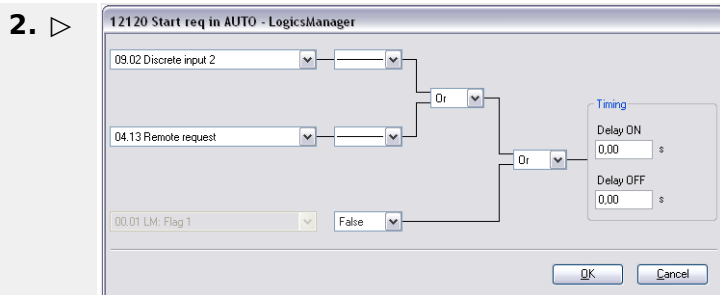 2. ▷
12120 Start req in AUTO - LogicsManager
09.02 Discrete input 2
Or
Timing
Delay ON
04.13 Remote request
0,00 s
Or
Delay OFF
0,00 s
00.01 LM: Flag 1
False
OK
Cancel